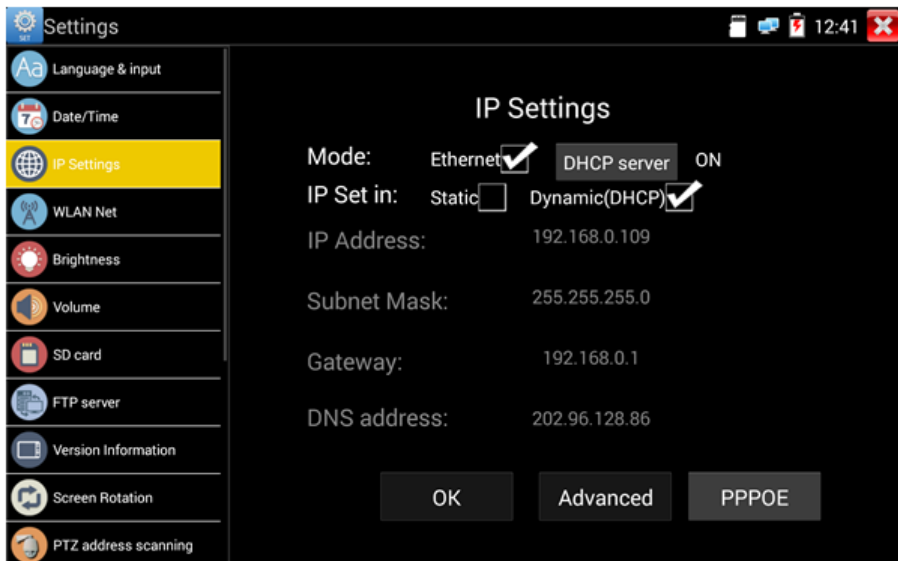 SET Settings 12:41
Language & input
Date/Time
IP Settings
WLAN Net
Brightness
Volume
SD card
FTP server
Version Information
Screen Rotation
PTZ address scanning
IP Settings
Mode: Ethernet DHCP server ON
IP Set in: Static Dynamic(DHCP)
IP Address: 192.168.0.109
Subnet Mask: 255.255.255.0
Gateway: 192.168.0.1
DNS address: 202.96.128.86
OK Advanced PPPOE